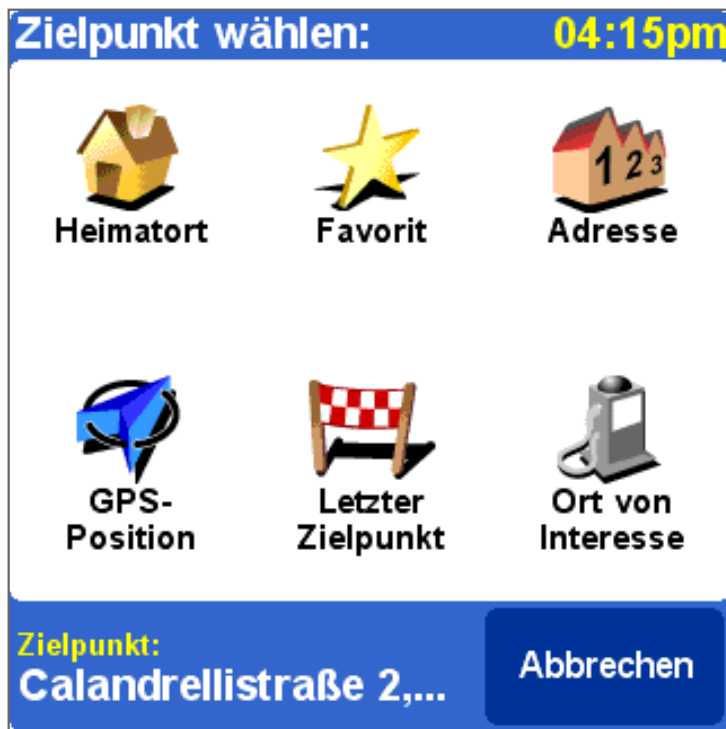 Zielpunkt wählen: 04:15pm
Heimatort
Favorit
Adresse
1 2 3
GPS-
Position
Letzter
Zielpunkt
Ort von
Interesse
Zielpunkt:
Calandrellistraße 2,...
Abbrechen